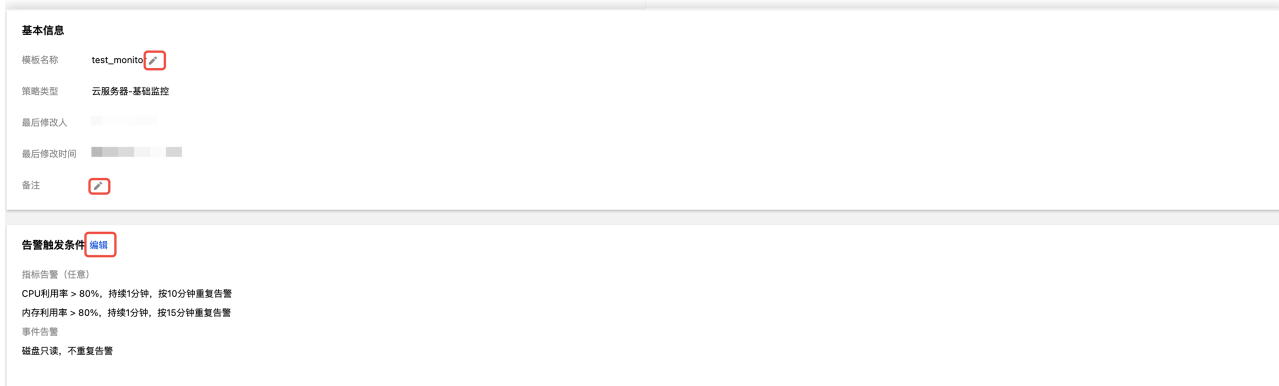 基本信息
模板名称 test_monitor
策略类型 云服务器-基础监控
最后修改人
最后修改时间
备注
告警触发条件 编辑
指标告警（任意）
CPU利用率 > 80%，持续1分钟，按10分钟重复告警
内存利用率 > 80%，持续1分钟，按15分钟重复告警
事件告警
磁盘只读，不重复告警